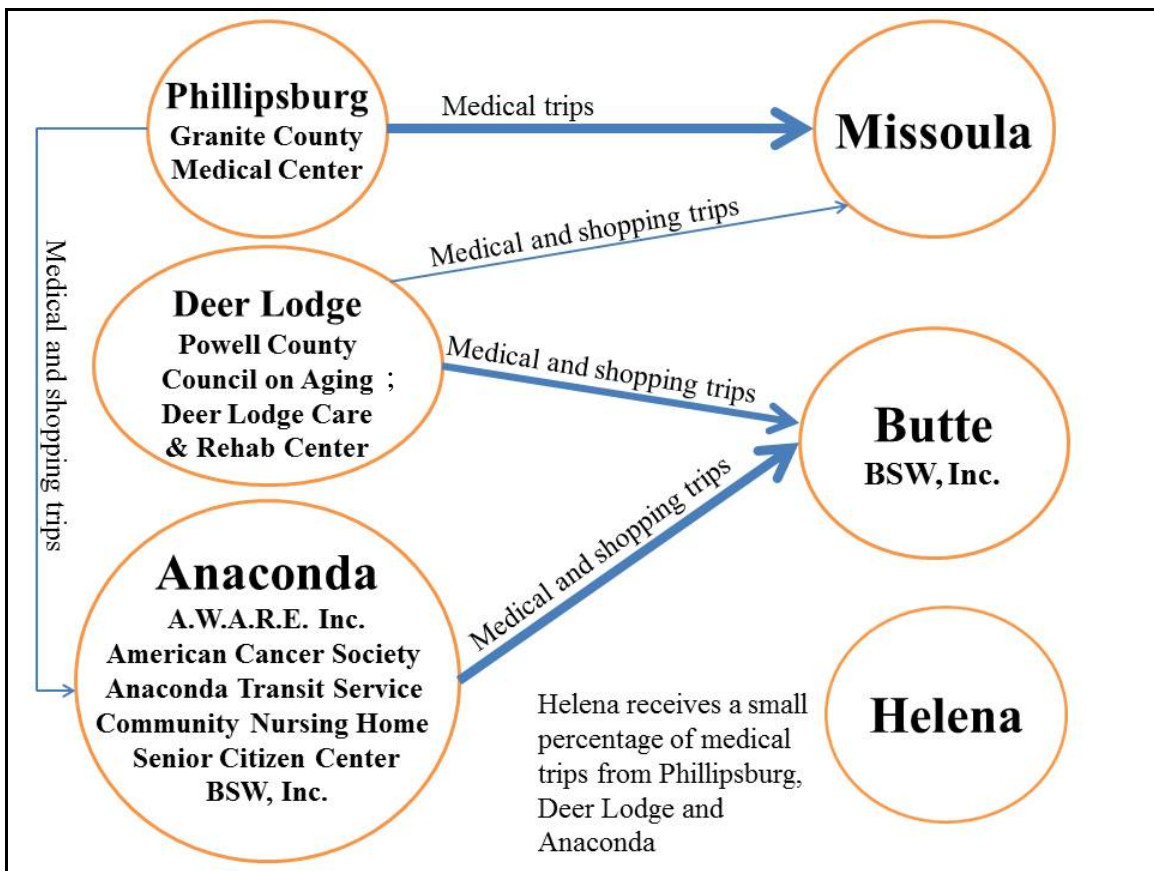 Phillipsburg
Granite County
Medical Center
Medical trips
Missoula
Medical and shopping trips
Medical and shopping trips
Deer Lodge
Powell County
Council on Aging ;
Deer Lodge Care
& Rehab Center
Medical and shopping trips
Butte
BSW, Inc.
Medical and shopping trips
Anaconda
A.W.A.R.E. Inc.
American Cancer Society
Anaconda Transit Service
Community Nursing Home
Senior Citizen Center
BSW, Inc.
Helena receives a small
percentage of medical
trips from Phillipsburg,
Deer Lodge and
Anaconda
Helena